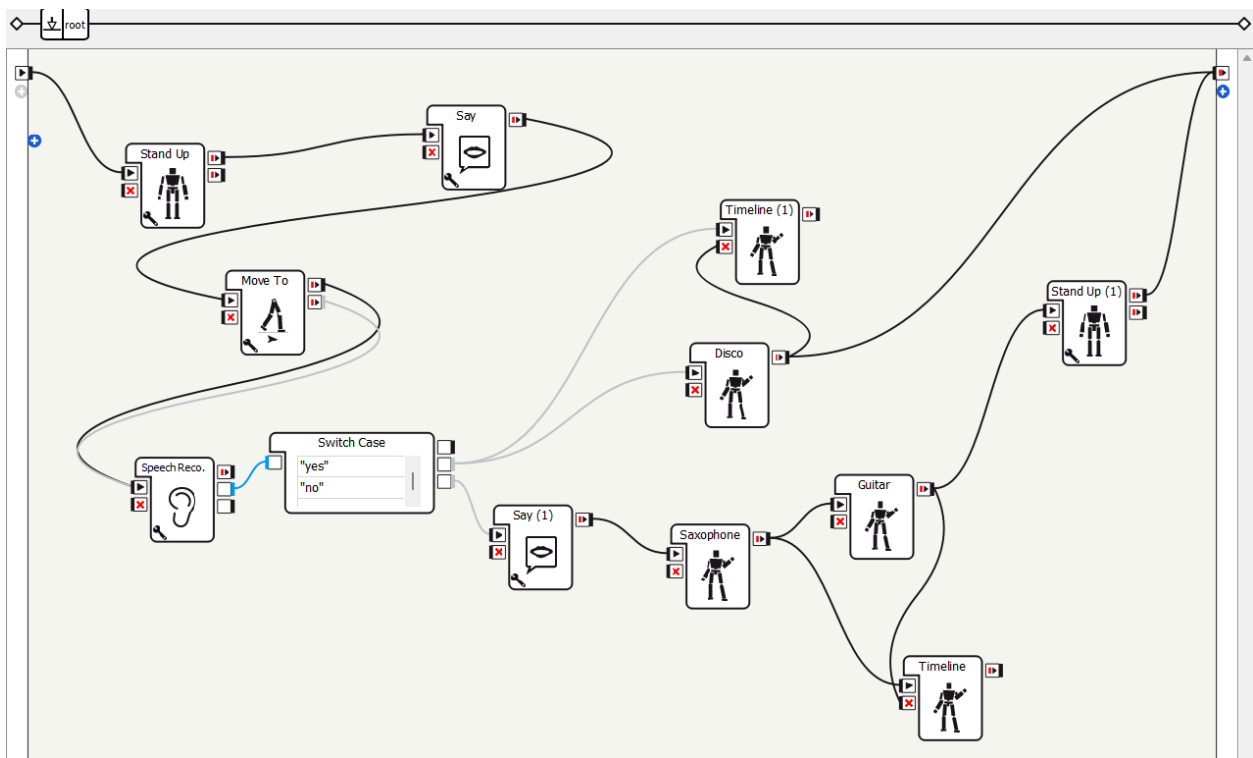 root
Say
Stand Up
Timeline (1)
Move To
Stand Up (1)
Disco
Switch Case
"yes"
"no"
Speech Reco.
Guitar
Say (1)
Saxophone
Timeline